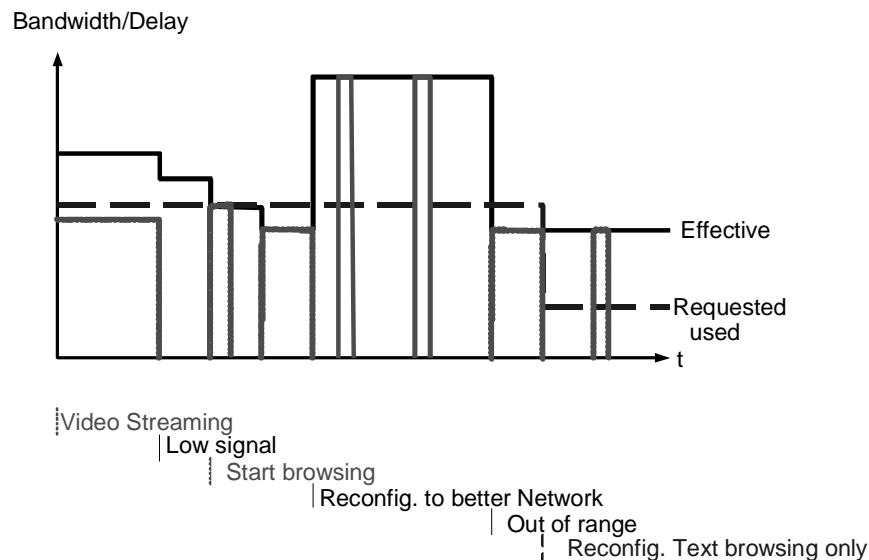 Bandwidth/Delay
Effective
Requested
used
t
Video Streaming
Low signal
Start browsing
Reconfig. to better Network
Out of range
Reconfig. Text browsing only